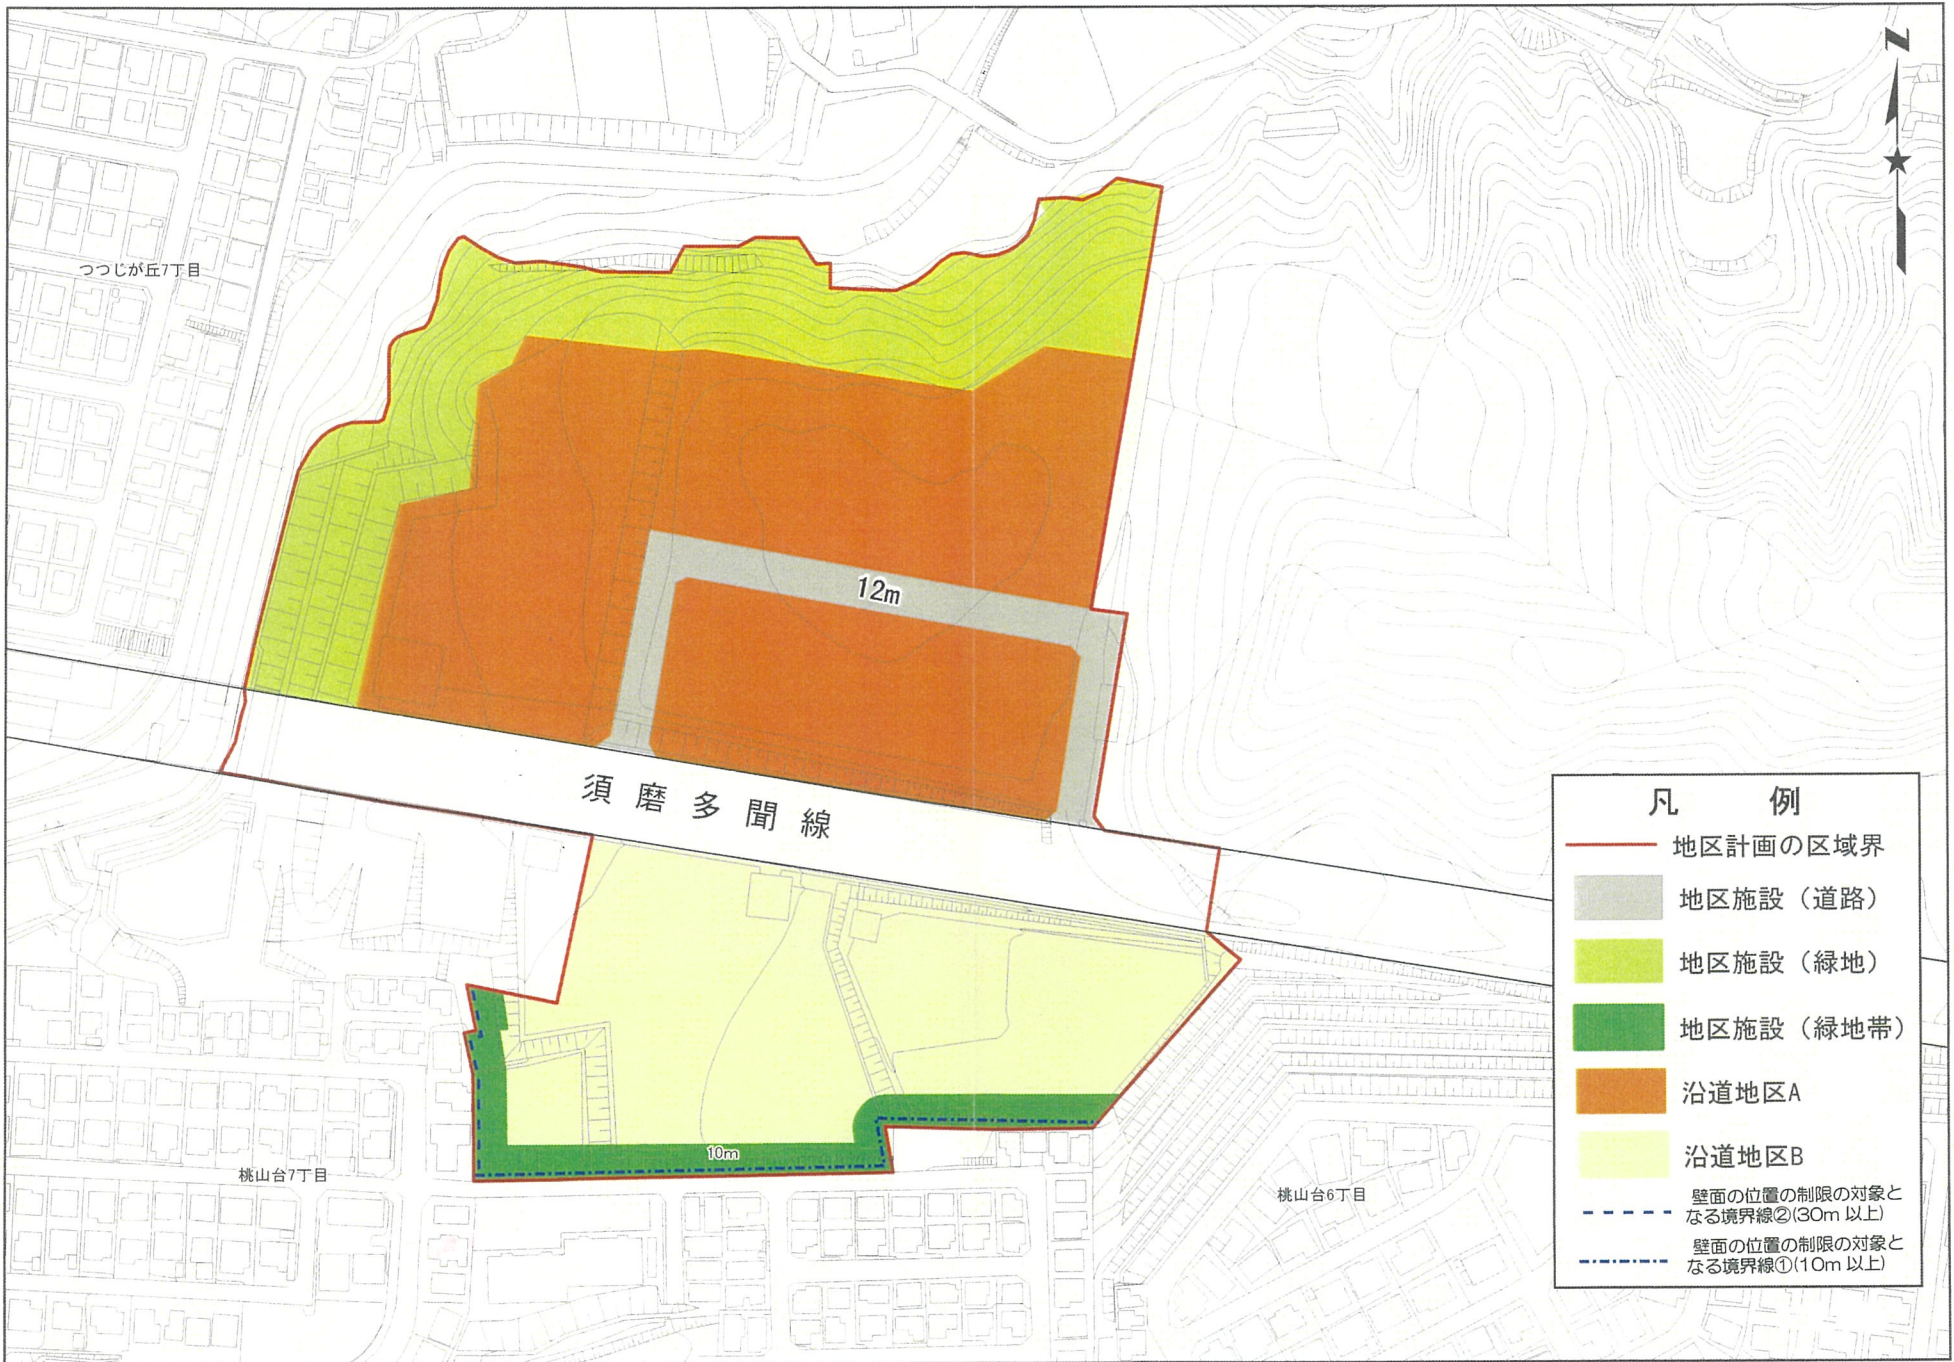 Z
つつじが丘7丁目
12m
須磨多聞線
10m
桃山台7丁目
桃山台6丁目
凡例
地区計画の区域界
地区施設（道路）
地区施設（緑地）
地区施設（緑地帯）
沿道地区A
沿道地区B
壁面の位置の制限の対象と
なる境界線②(30m 以上)
壁面の位置の制限の対象と
なる境界線①(10m 以上)